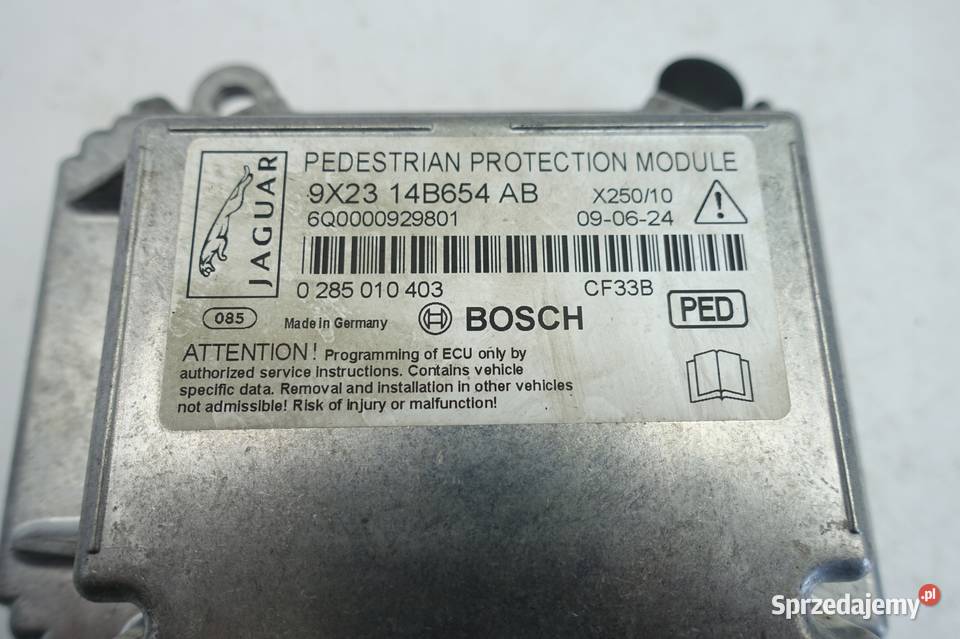 JAGUAR
PEDESTRIAN PROTECTION MODULE
9X23 14B654 AB X250/10
6Q0000929801 09-06-24
0 285 010 403 CF33B
085 Made in Germany BOSCH PED
ATTENTION! Programming of ECU only by
authorized service instructions. Contains vehicle
specific data. Removal and installation in other vehicles
not admissible! Risk of injury or malfunction!
Sprzedajemy.pl